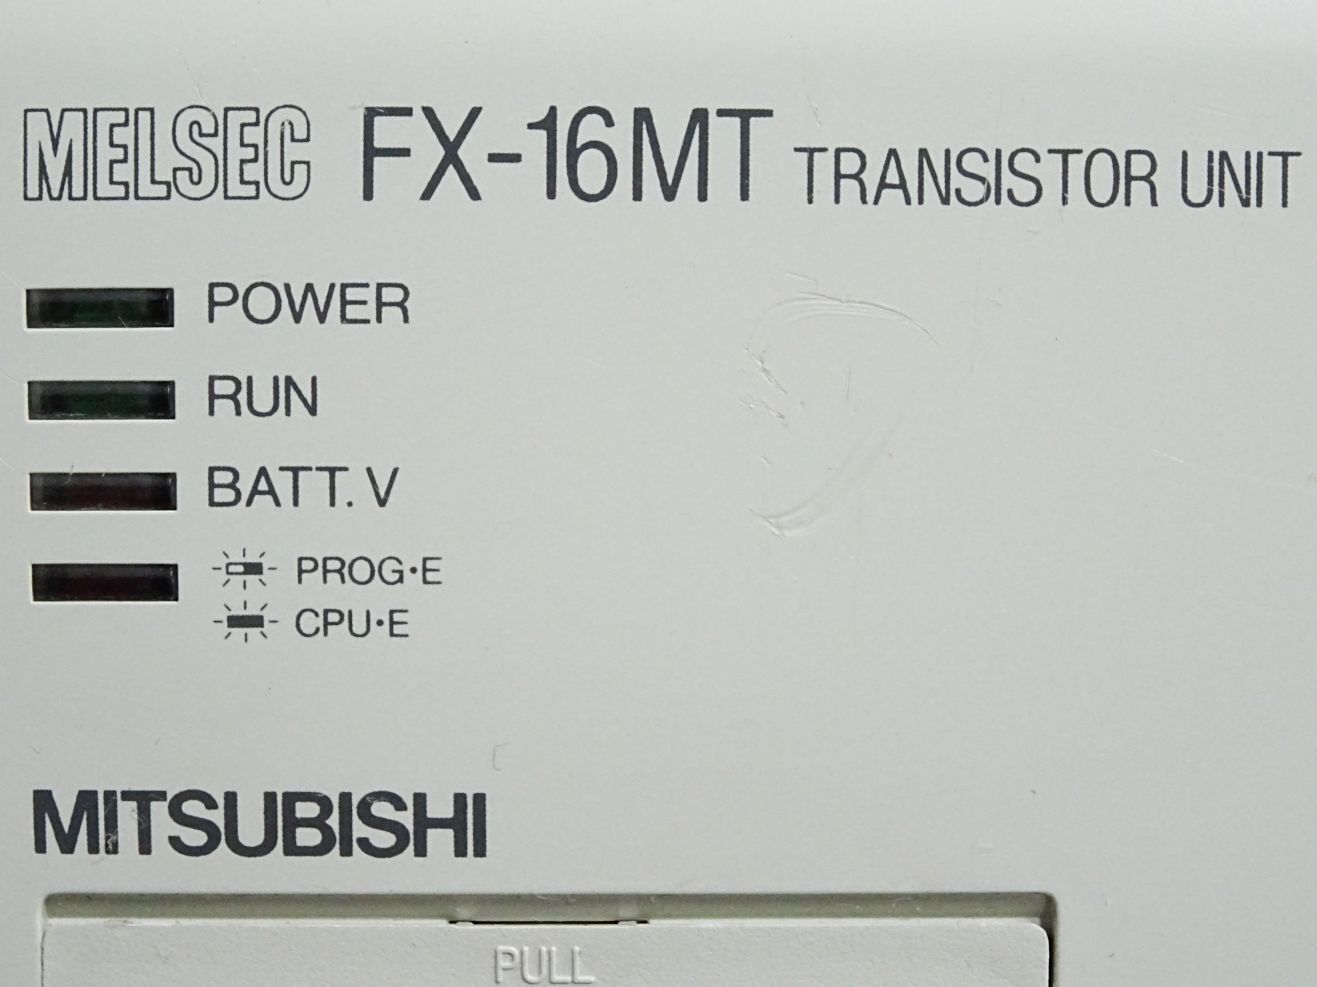 MELSEC FX-16MT TRANSISTOR UNIT
POWER
RUN
BATT. V
PROG·E
CPU·E
MITSUBISHI
PULL